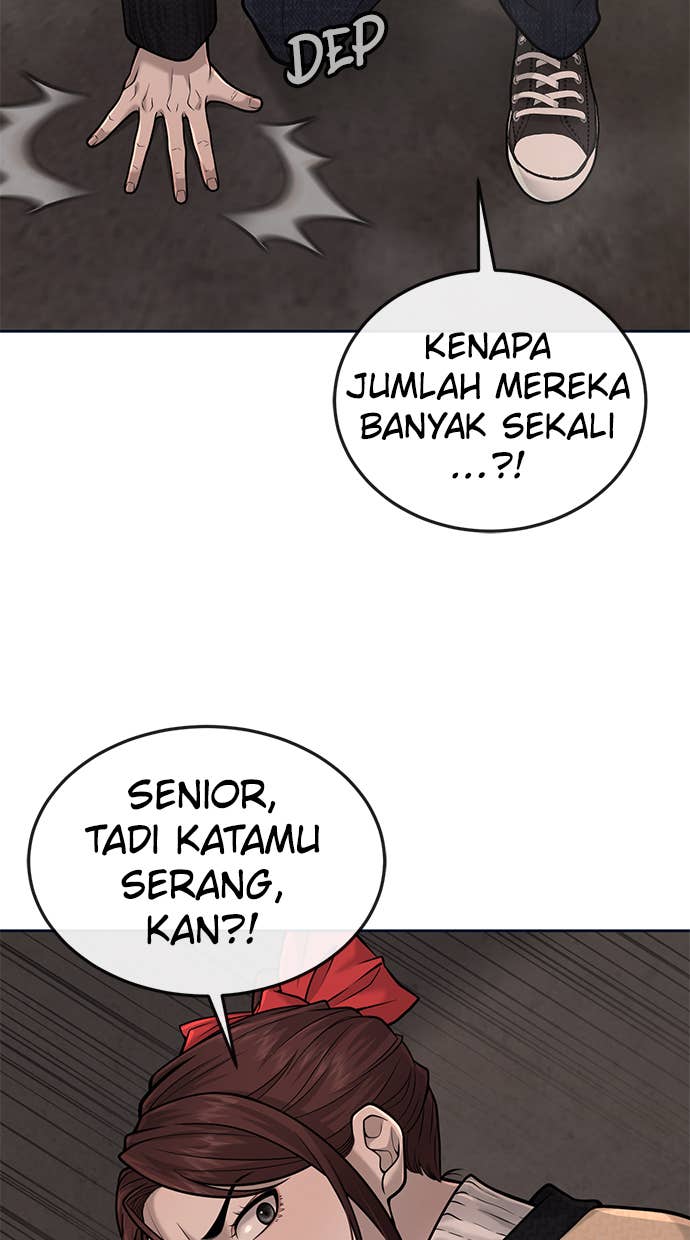 DEP
KENAPA
JUMLAH MEREKA
BANYAK SEKALI
...?!
SENIOR,
TADI KATAMU
SERANG,
KAN?!